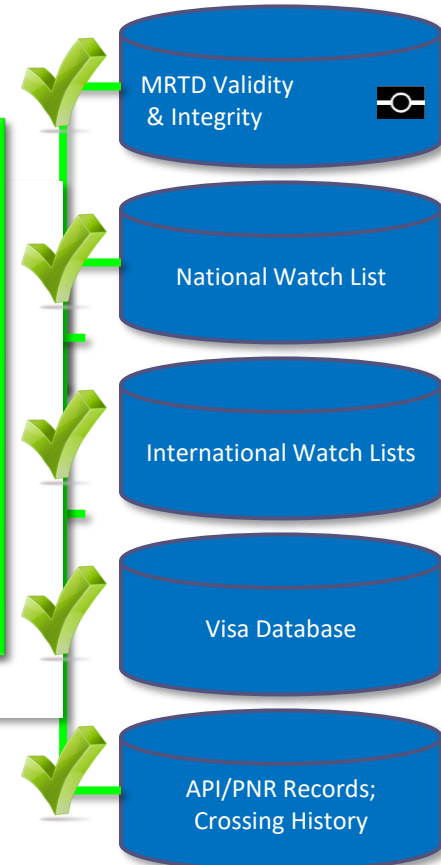 MRTD Validity
& Integrity
National Watch List
International Watch Lists
Visa Database
API/PNR Records;
Crossing History